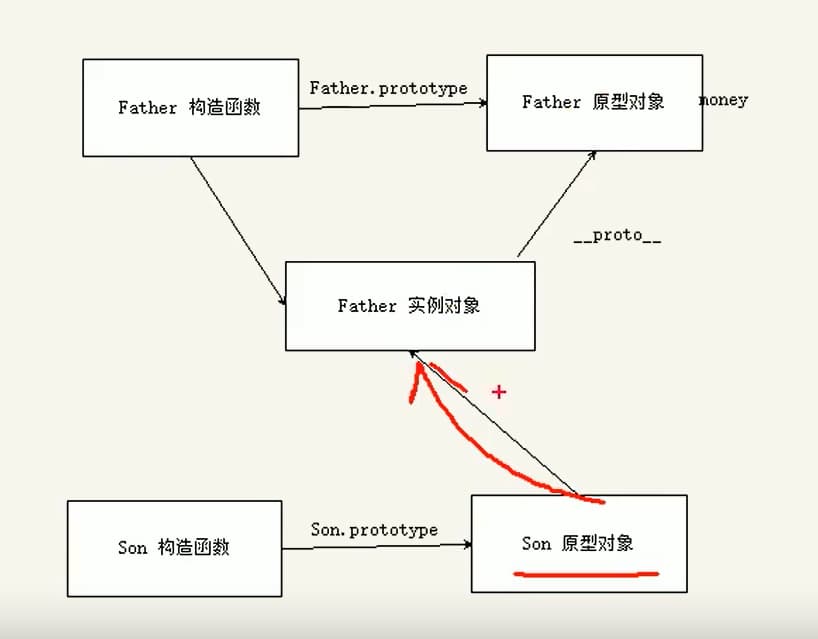 Father.prototype
Father 构造函数
Father 原型对象
money
__proto__
Father 实例对象
Son.prototype
Son 构造函数
Son 原型对象